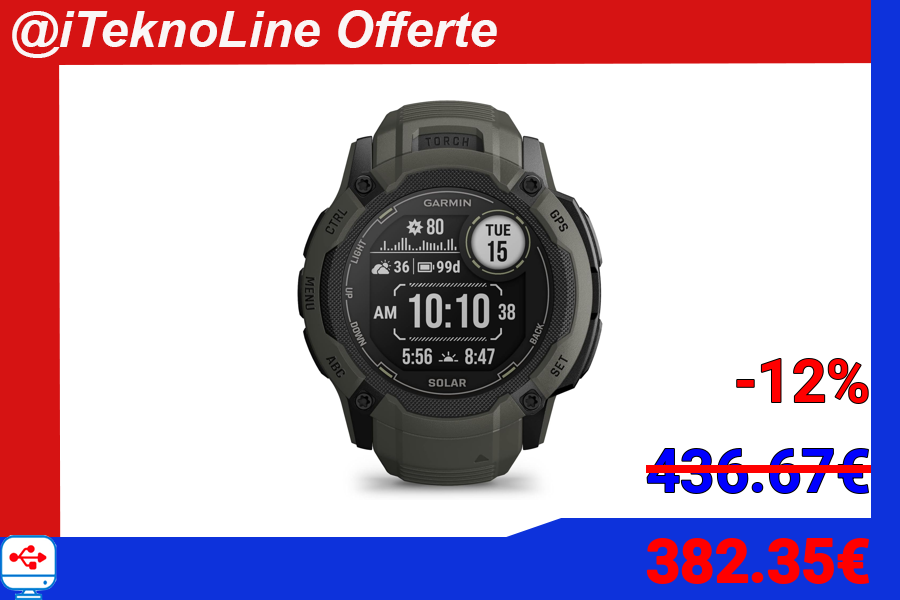 @iTeknoLine Offerte
TORCH
GARMIN
CTRL
GPS
LIGHT
80
TUE
15
36
99d
MENU
UP
AM 10:10 38
DOWN
BACK
5:56 8:47
ABC
SET
SOLAR
-12%
436.67€
382.35€